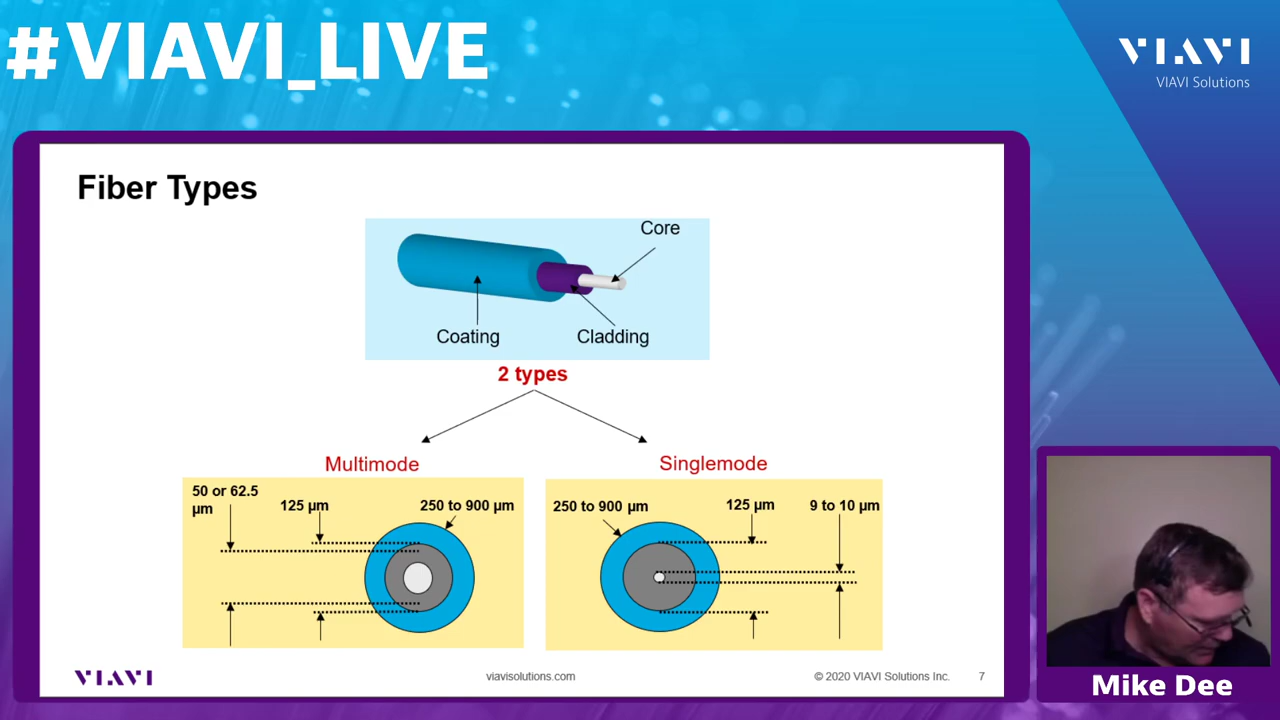 #VIAVI_LIVE
VIAVI
VIAVI Solutions
Fiber Types
Core
Coating
Cladding
2 types
Multimode
Singlemode
50 or 62.5
µm
125 µm
250 to 900 µm
250 to 900 µm
125 µm
9 to 10 µm
VIAVI
viavisolutions.com
© 2020 VIAVI Solutions Inc.
7
Mike Dee